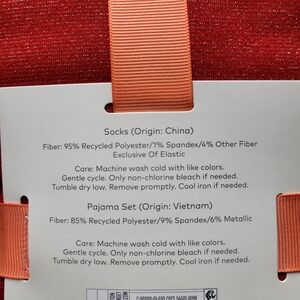 Socks (Origin: China)
Fiber: 95% Recycled Polyester/1% Spandex/4% Other Fiber
Exclusive Of Elastic
Care: Machine wash cold with like colors.
Gentle cycle. Only non-chlorine bleach if needed.
Tumble dry low. Remove promptly. Cool iron if needed.
Pajama Set (Origin: Vietnam)
Fiber: 85% Recycled Polyester/9% Spandex/6% Metallic
Care: Machine wash cold with like colors.
Gentle cycle. Only non-chlorine bleach if needed.
Tumble dry low. Remove promptly. Cool iron if needed.